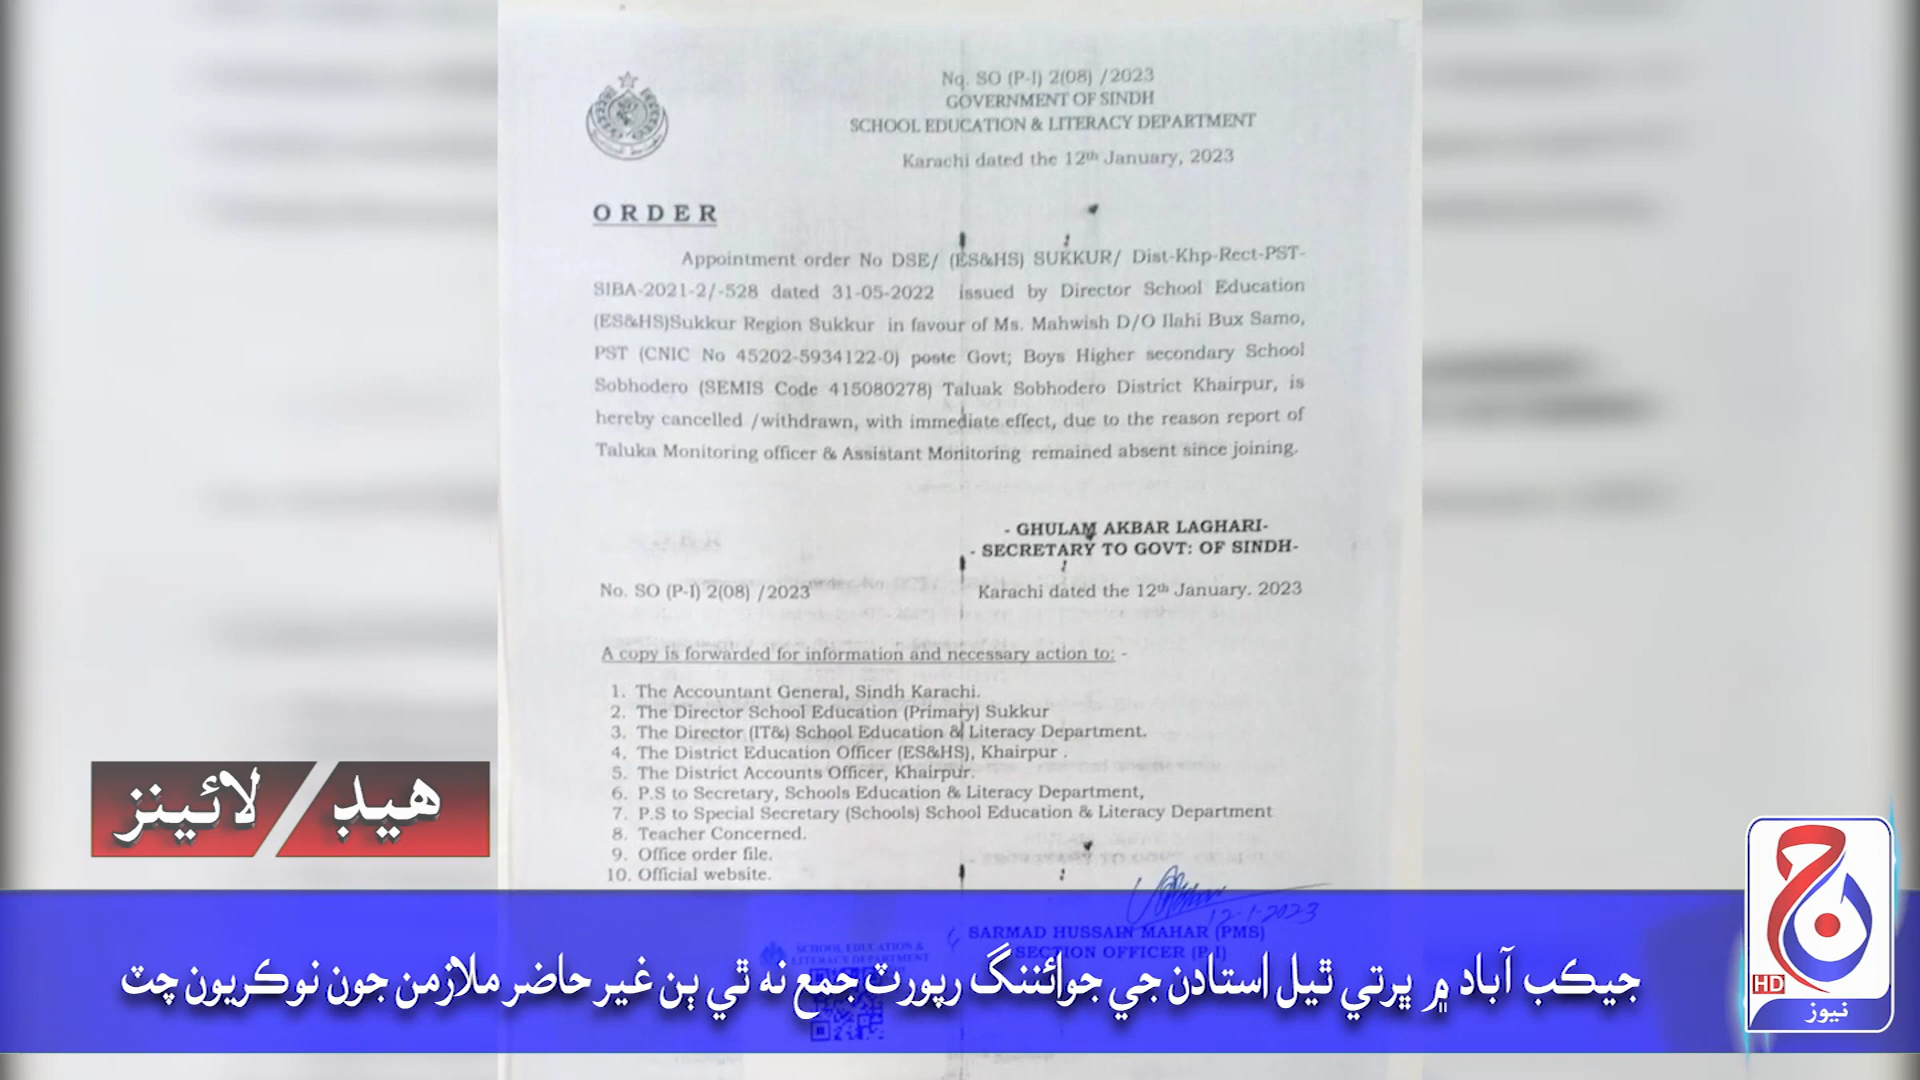 No. SO (P-I) 2(08) /2023
GOVERNMENT OF SINDH
SCHOOL EDUCATION & LITERACY DEPARTMENT
Karachi dated the 12th January, 2023
ORDER
Appointment order No DSE/ (ES&HS) SUKKUR/ Dist-Khp-Rect-PST-
SIBA-2021-2/-528 dated 31-05-2022 issued by Director School Education
(ES&HS)Sukkur Region Sukkur in favour of Ms. Mahwish D/O Ilahi Bux Samo,
PST (CNIC No 45202-5934122-0) poste Govt; Boys Higher secondary School
Sobhodero (SEMIS Code 415080278) Taluak Sobhodero District Khairpur, is
hereby cancelled /withdrawn, with immediate effect, due to the reason report of
Taluka Monitoring officer & Assistant Monitoring remained absent since joining.
- GHULAM AKBAR LAGHARI-
- SECRETARY TO GOVT: OF SINDH-
No. SO (P-I) 2(08) /2023 Karachi dated the 12th January. 2023
A copy is forwarded for information and necessary action to: -
1. The Accountant General, Sindh Karachi.
2. The Director School Education (Primary) Sukkur
3. The Director (IT&) School Education & Literacy Department.
4. The District Education Officer (ES&HS), Khairpur .
5. The District Accounts Officer, Khairpur.
6. P.S to Secretary, Schools Education & Literacy Department,
7. P.S to Special Secretary (Schools) School Education & Literacy Department
8. Teacher Concerned.
9. Office order file.
10. Official website.
12-1-2023
SARMAD HUSSAIN MAHAR (PMS)
SECTION OFFICER (P-I)
SCHOOL EDUCATION &
LITERACY DEPARTMENT
هيڊ لائينز
جيڪب آباد ۾ ڀرتي ٿيل استادن جي جوائننگ رپورٽ جمع نه ٿي ٻن غير حاضر ملازمن جون نوڪريون چٽ
HD
نيوز